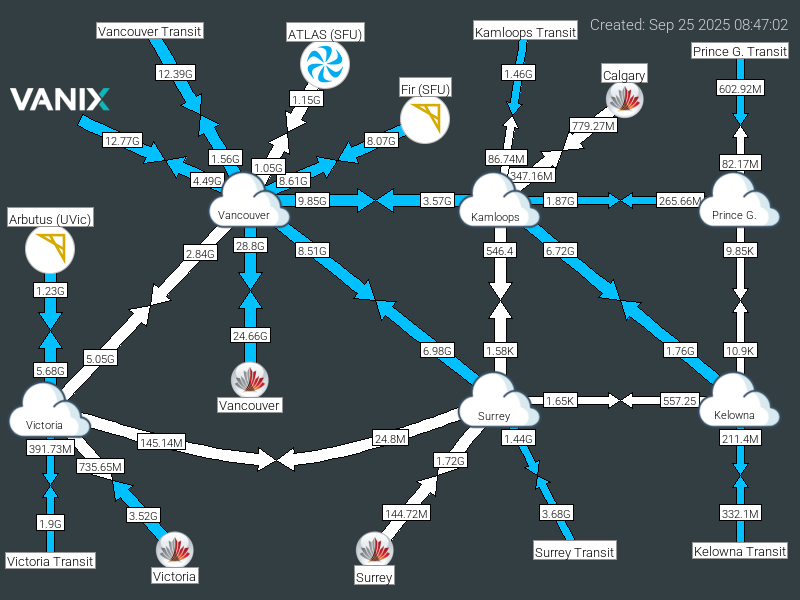 Created: Sep 25 2025 08:47:02
Vancouver Transit
ATLAS (SFU)
Kamloops Transit
Prince G. Transit
12.39G
1.15G
1.46G
Calgary
602.92M
VANIX
Fir (SFU)
12.77G
8.07G
779.27M
1.56G
1.05G
86.74M
82.17M
4.49G
8.61G
347.16M
9.85G
3.57G
1.87G
265.66M
Arbutus (UVic)
Vancouver
Kamloops
Prince G.
2.84G
28.8G
8.51G
546.4
6.72G
9.85K
1.23G
5.05G
24.66G
6.98G
1.58K
1.76G
10.9K
5.68G
Vancouver
1.65K
557.25
Victoria
Surrey
Kelowna
391.73M
145.14M
24.8M
1.44G
211.4M
735.65M
1.72G
1.9G
3.52G
144.72M
3.68G
332.1M
Victoria Transit
Victoria
Surrey
Surrey Transit
Kelowna Transit